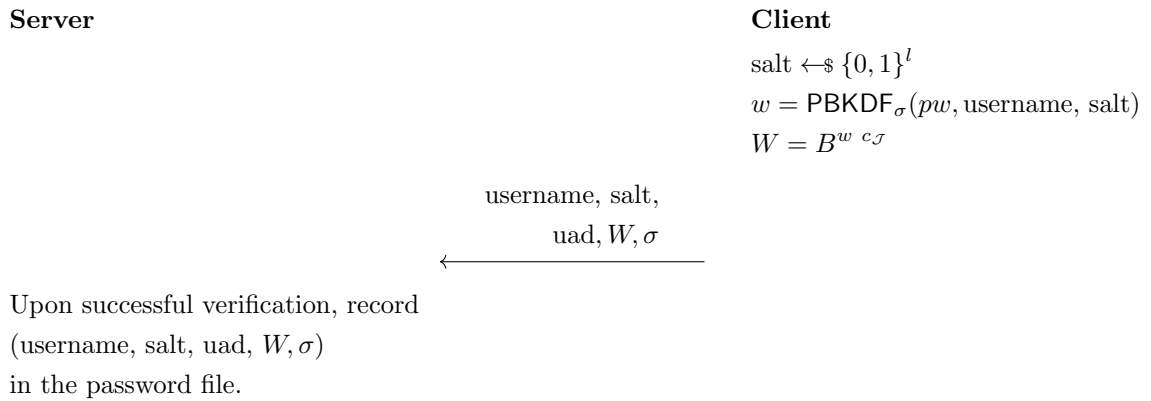 Server
Client
salt ←$ {0, 1}^l
w = PBKDF_σ(pw, username, salt)
W = B^{w c_𝒥}
username, salt,
uad, W, σ
Upon successful verification, record
(username, salt, uad, W, σ)
in the password file.